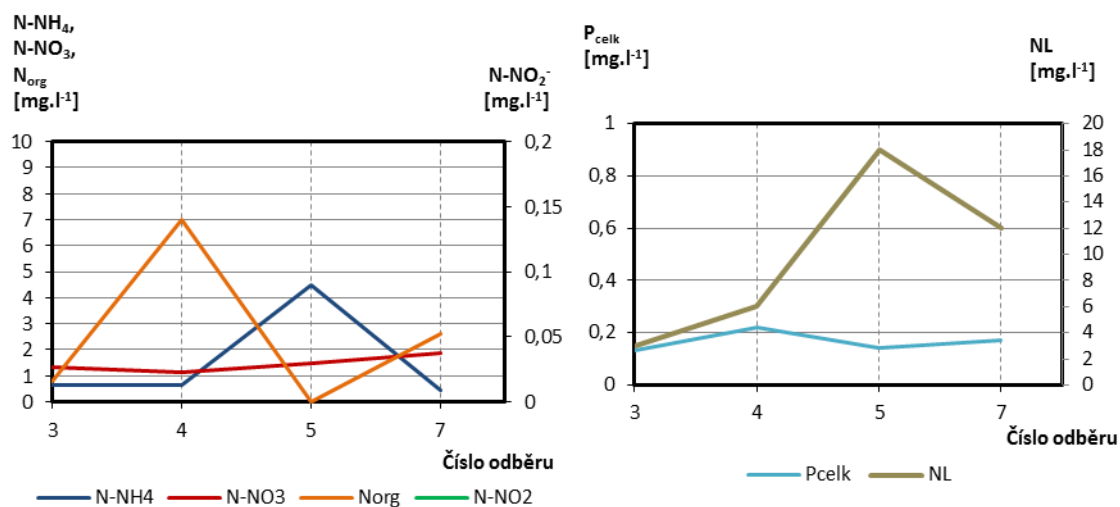 N-NH₄,
N-NO₃,
N_org
[mg.l⁻¹]
N-NO₂⁻
[mg.l⁻¹]
10
9
8
7
6
5
4
3
2
1
0
0,2
0,15
0,1
0,05
0
3 4 5 7
Číslo odběru
N-NH4 N-NO3 Norg N-NO2
P_celk
[mg.l⁻¹]
NL
[mg.l⁻¹]
1
0,8
0,6
0,4
0,2
0
20
18
16
14
12
10
8
6
4
2
0
3 4 5 7
Číslo odběru
Pcelk NL